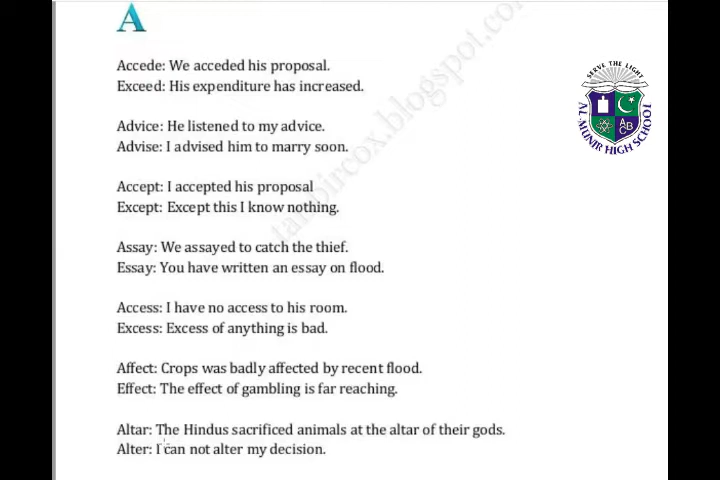 A
Accede: We acceded his proposal.
Exceed: His expenditure has increased.
Advice: He listened to my advice.
Advise: I advised him to marry soon.
Accept: I accepted his proposal
Except: Except this I know nothing.
Assay: We assayed to catch the thief.
Essay: You have written an essay on flood.
Access: I have no access to his room.
Excess: Excess of anything is bad.
Affect: Crops was badly affected by recent flood.
Effect: The effect of gambling is far reaching.
Altar: The Hindus sacrificed animals at the altar of their gods.
Alter: I can not alter my decision.
SERVE THE LIGHT
ABC
AL-MUNIR HIGH SCHOOL